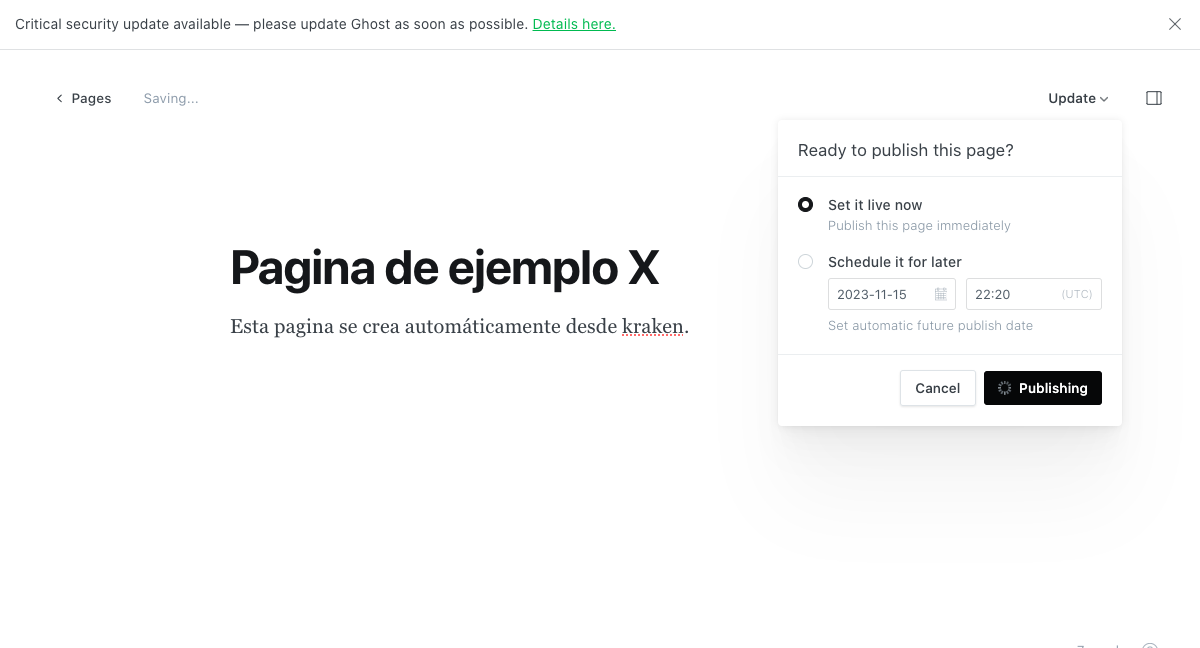 Critical security update available — please update Ghost as soon as possible. Details here.
Pages
Saving...
Update
Ready to publish this page?
Set it live now
Publish this page immediately
Schedule it for later
2023-11-15
22:20
(UTC)
Set automatic future publish date
Cancel
Publishing
Pagina de ejemplo X
Esta pagina se crea automáticamente desde kraken.